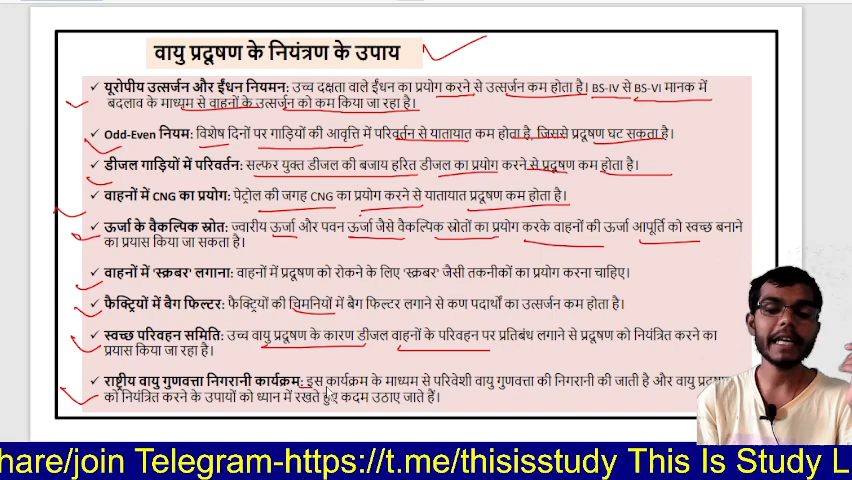 वायु प्रदूषण के नियंत्रण के उपाय
✓ यूरोपीय उत्सर्जन और ईंधन नियमन: उच्च दक्षता वाले ईंधन का प्रयोग करने से उत्सर्जन कम होता है। BS-IV से BS-VI मानक में
बदलाव के माध्यम से वाहनों के उत्सर्जन को कम किया जा रहा है।
✓ Odd-Even नियम: विशेष दिनों पर गाड़ियों की आवृत्ति में परिवर्तन से यातायात कम होता है, जिससे प्रदूषण घट सकता है।
✓ डीजल गाड़ियों में परिवर्तन: सल्फर युक्त डीजल की बजाय हरित डीजल का प्रयोग करने से प्रदूषण कम होता है।
✓ वाहनों में CNG का प्रयोग: पेट्रोल की जगह CNG का प्रयोग करने से यातायात प्रदूषण कम होता है।
✓ ऊर्जा के वैकल्पिक स्रोत: ज्वारीय ऊर्जा और पवन ऊर्जा जैसे वैकल्पिक स्रोतों का प्रयोग करके वाहनों की ऊर्जा आपूर्ति को स्वच्छ बनाने
का प्रयास किया जा सकता है।
✓ वाहनों में 'स्क्रबर' लगाना: वाहनों में प्रदूषण को रोकने के लिए 'स्क्रबर' जैसी तकनीकों का प्रयोग करना चाहिए।
✓ फैक्ट्रियों में बैग फिल्टर: फैक्ट्रियों की चिमनियों में बैग फिल्टर लगाने से कण पदार्थों का उत्सर्जन कम होता है।
✓ स्वच्छ परिवहन समिति: उच्च वायु प्रदूषण के कारण डीजल वाहनों के परिवहन पर प्रतिबंध लगाने से प्रदूषण को नियंत्रित करने का
प्रयास किया जा रहा है।
✓ राष्ट्रीय वायु गुणवत्ता निगरानी कार्यक्रम: इस कार्यक्रम के माध्यम से परिवेशी वायु गुणवत्ता की निगरानी की जाती है और वायु
को नियंत्रित करने के उपायों को ध्यान में रखते हुए कदम उठाए जाते हैं।
hare/join Telegram-https://t.me/thisisstudy This Is Study L